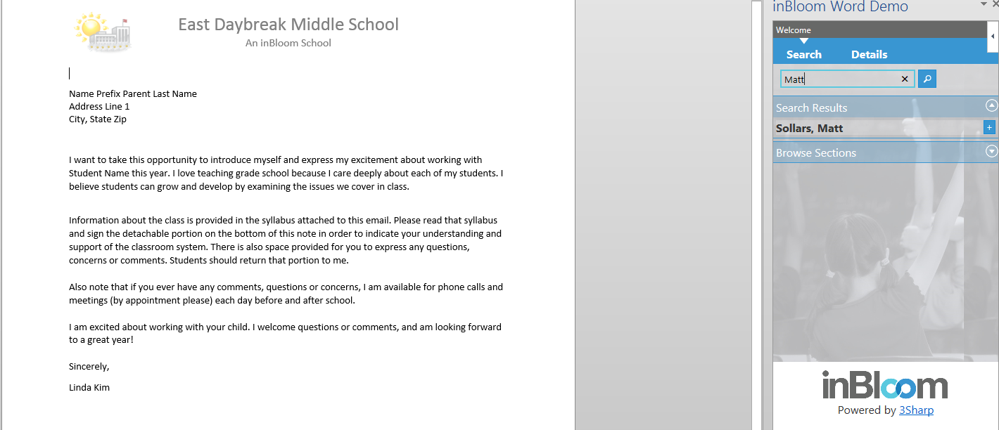 East Daybreak Middle School
An inBloom School
Name Prefix Parent Last Name
Address Line 1
City, State Zip
I want to take this opportunity to introduce myself and express my excitement about working with
Student Name this year. I love teaching grade school because I care deeply about each of my students. I
believe students can grow and develop by examining the issues we cover in class.
Information about the class is provided in the syllabus attached to this email. Please read that syllabus
and sign the detachable portion on the bottom of this note in order to indicate your understanding and
support of the classroom system. There is also space provided for you to express any questions,
concerns or comments. Students should return that portion to me.
Also note that if you ever have any comments, questions or concerns, I am available for phone calls and
meetings (by appointment please) each day before and after school.
I am excited about working with your child. I welcome questions or comments, and am looking forward
to a great year!
Sincerely,
Linda Kim
inBloom Word Demo
Welcome
Search Details
Matt
Search Results
Sollars, Matt
Browse Sections
inBloom
Powered by 3Sharp